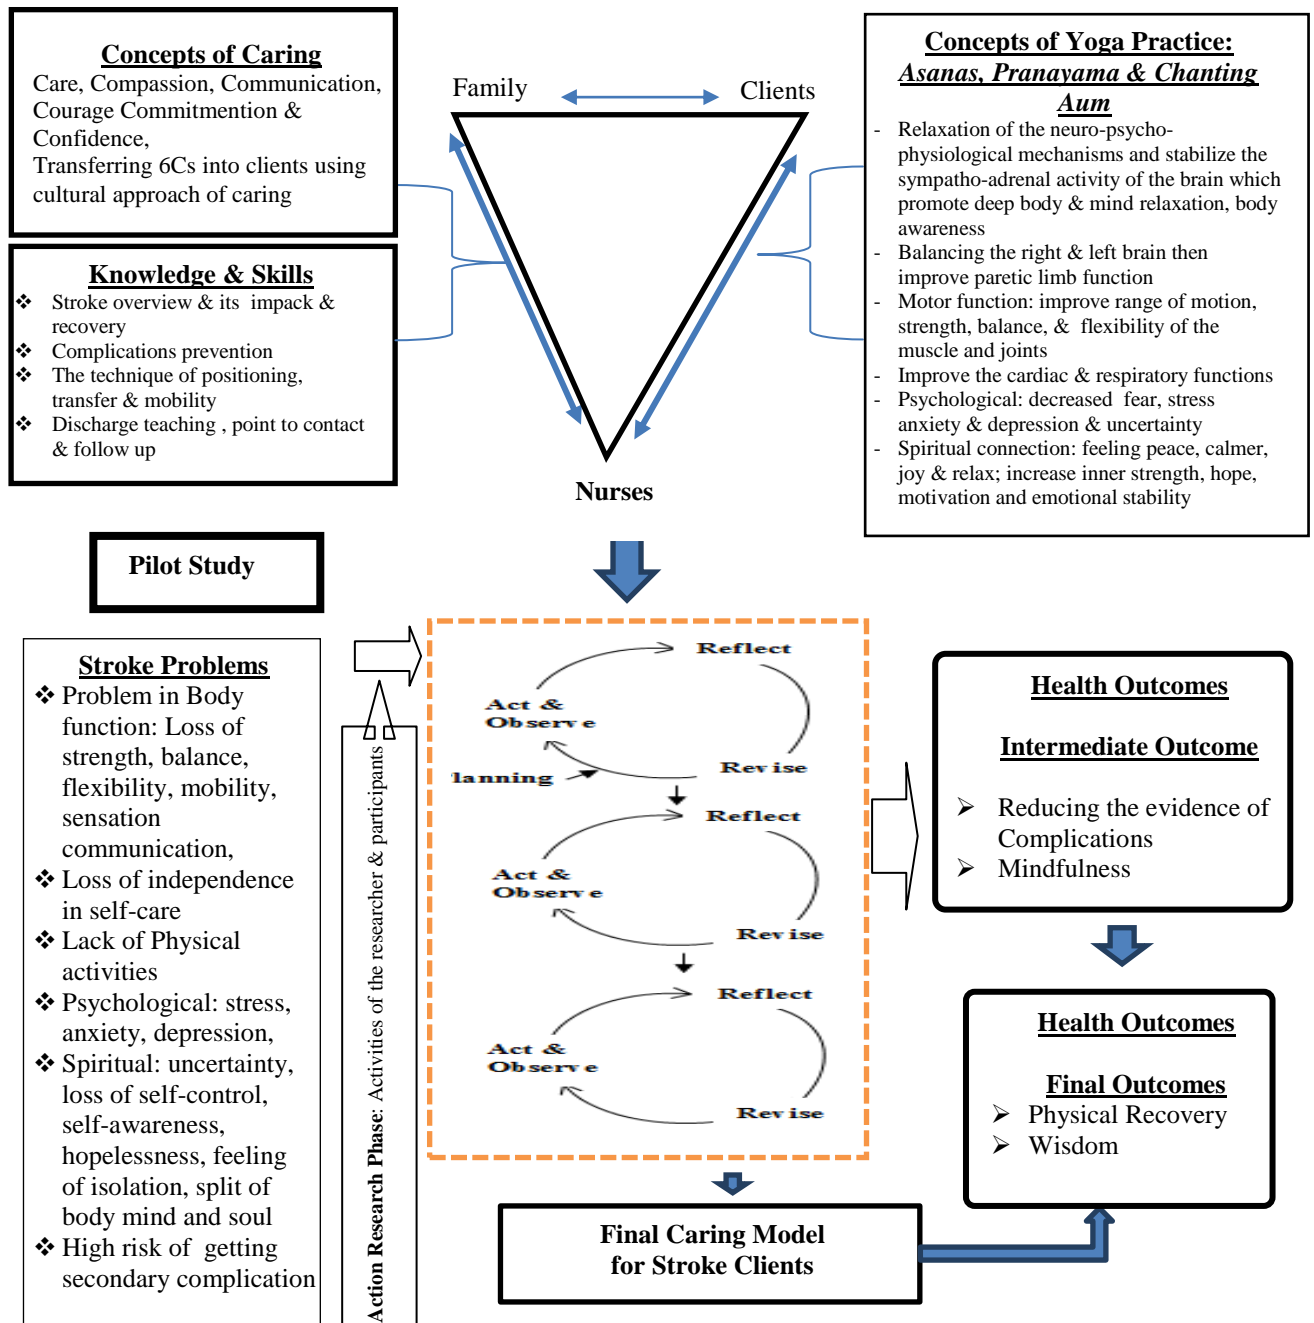 Concepts of Caring
Care, Compassion, Communication,
Courage Commitmention &
Confidence,
Transferring 6Cs into clients using
cultural approach of caring
Knowledge & Skills
❖ Stroke overview & its impack &
recovery
❖ Complications prevention
❖ The technique of positioning,
transfer & mobility
❖ Discharge teaching , point to contact
& follow up
Family
Clients
Nurses
Concepts of Yoga Practice:
Asanas, Pranayama & Chanting
Aum
- Relaxation of the neuro-psycho-
physiological mechanisms and stabilize the
sympatho-adrenal activity of the brain which
promote deep body & mind relaxation, body
awareness
- Balancing the right & left brain then
improve paretic limb function
- Motor function: improve range of motion,
strength, balance, & flexibility of the
muscle and joints
- Improve the cardiac & respiratory functions
- Psychological: decreased fear, stress
anxiety & depression & uncertainty
- Spiritual connection: feeling peace, calmer,
joy & relax; increase inner strength, hope,
motivation and emotional stability
Pilot Study
Stroke Problems
❖ Problem in Body
function: Loss of
strength, balance,
flexibility, mobility,
sensation
communication,
❖ Loss of independence
in self-care
❖ Lack of Physical
activities
❖ Psychological: stress,
anxiety, depression,
❖ Spiritual: uncertainty,
loss of self-control,
self-awareness,
hopelessness, feeling
of isolation, split of
body mind and soul
❖ High risk of getting
secondary complication
Action Research Phase: Activities of the researcher & participants
Reflect
Act &
Observe
Revise
lanning
Reflect
Act &
Observe
Revise
Reflect
Act &
Observe
Revise
Final Caring Model
for Stroke Clients
Health Outcomes
Intermediate Outcome
➢ Reducing the evidence of
Complications
➢ Mindfulness
Health Outcomes
Final Outcomes
➢ Physical Recovery
➢ Wisdom